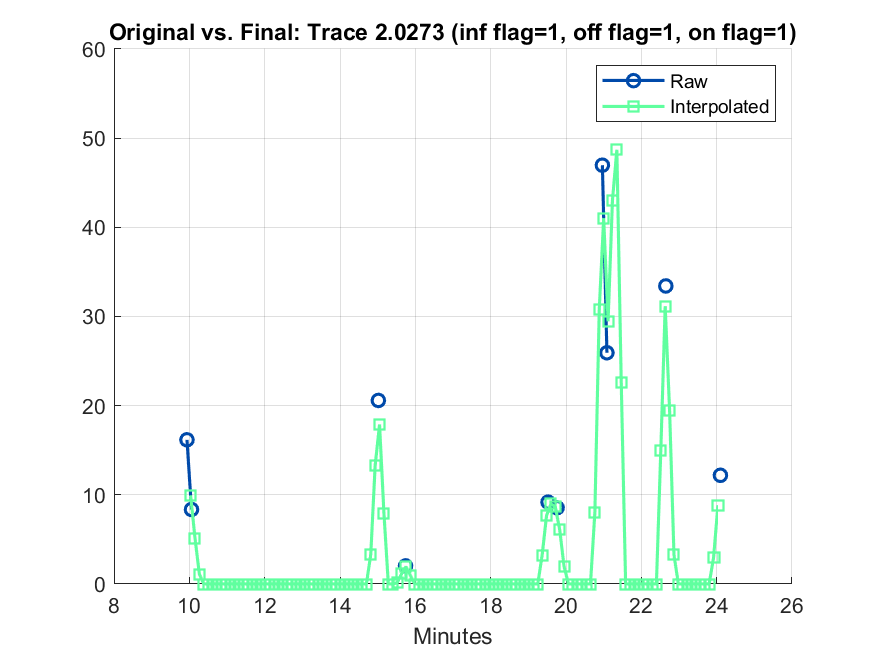 Original vs. Final: Trace 2.0273 (inf flag=1, off flag=1, on flag=1)
60
50
40
30
20
10
0
Raw
Interpolated
8 10 12 14 16 18 20 22 24 26
Minutes